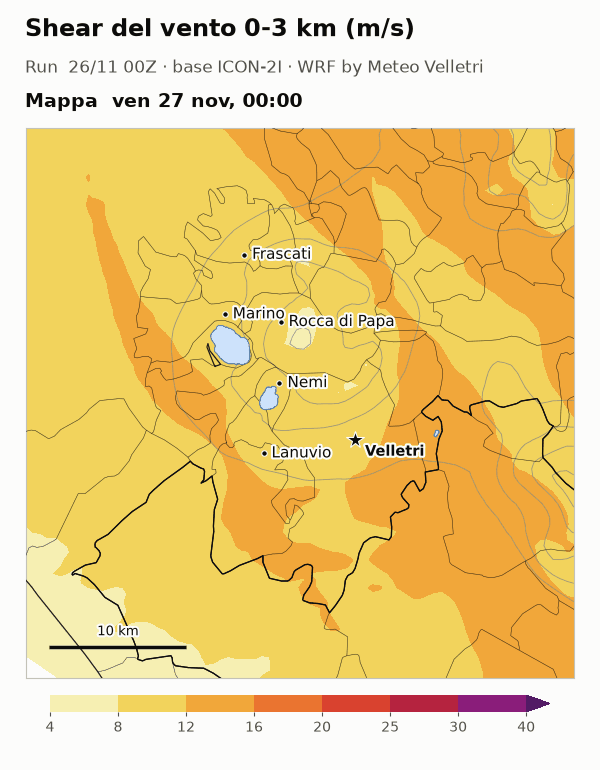 Shear del vento 0-3 km (m/s)
Run  26/11 00Z · base ICON-2I · WRF by Meteo Velletri
Mappa  ven 27 nov, 00:00
Frascati
Marino
Rocca di Papa
Nemi
Velletri
Lanuvio
10 km
4 8 12 16 20 25 30 40